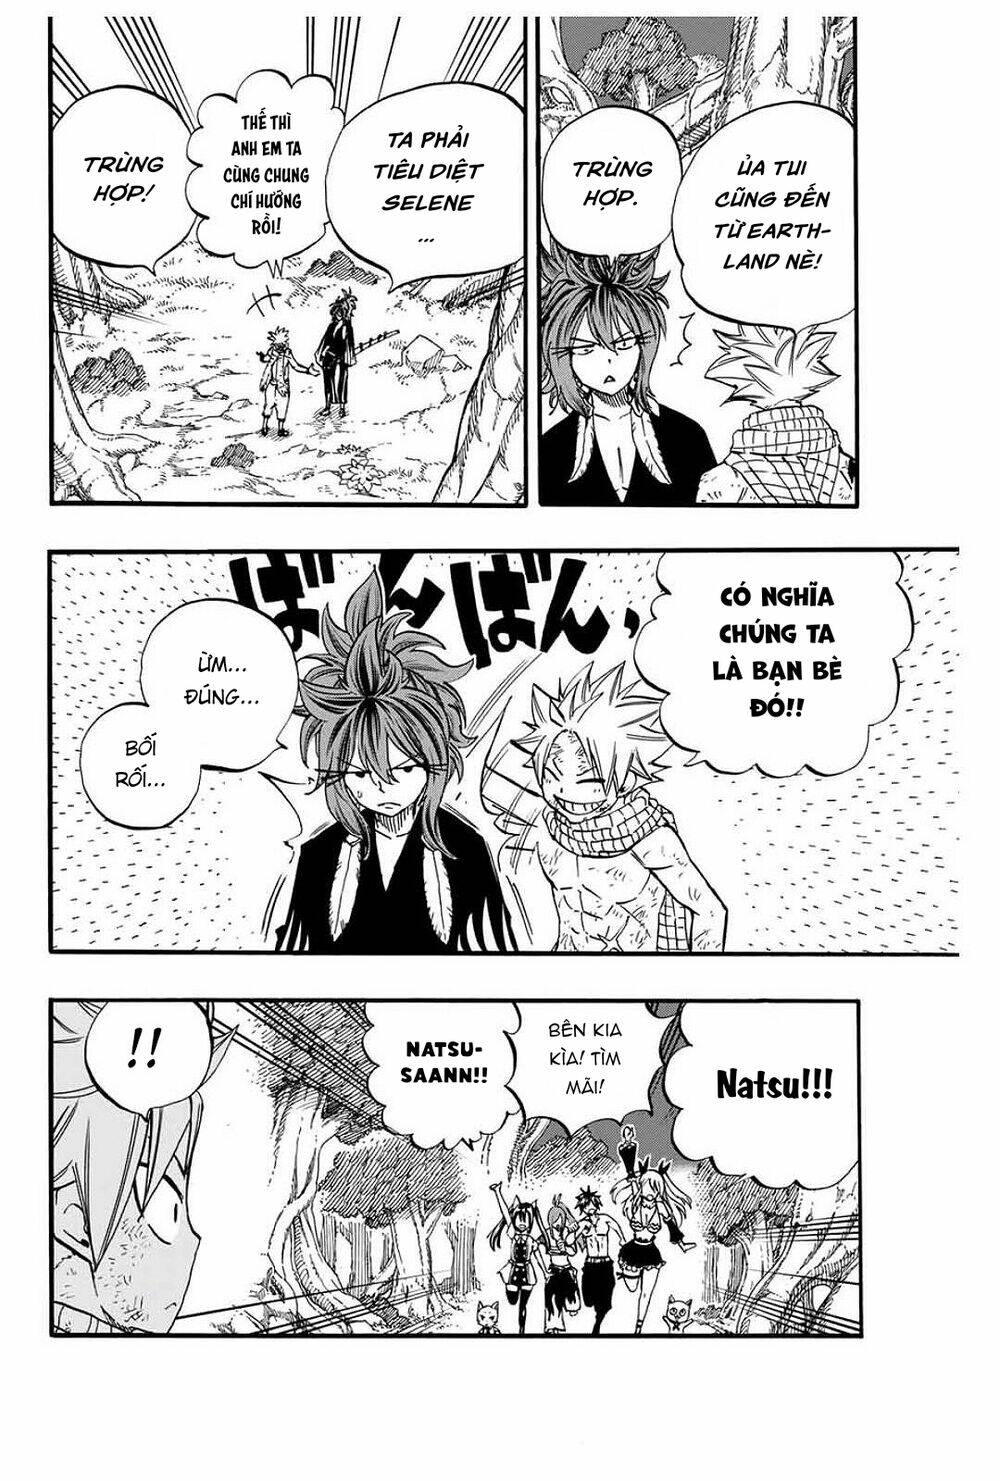 ỦA TUI
CŨNG ĐẾN
TỪ EARTH-
LAND NÈ!
TRÙNG
HỢP.
TA PHẢI
TIÊU DIỆT
SELENE
...
THẾ THÌ
ANH EM TA
CÙNG CHUNG
CHÍ HƯỚNG
RỒI!
TRÙNG
HỢP!
CÓ NGHĨA
CHÚNG TA
LÀ BẠN BÈ
ĐÓ!!
ばんばん,
ỪM...
ĐÚNG...
BỐI
RỐI...
Natsu!!!
BÊN KIA
KÌA! TÌM
MÃI!
NATSU-
SAANN!!
!!